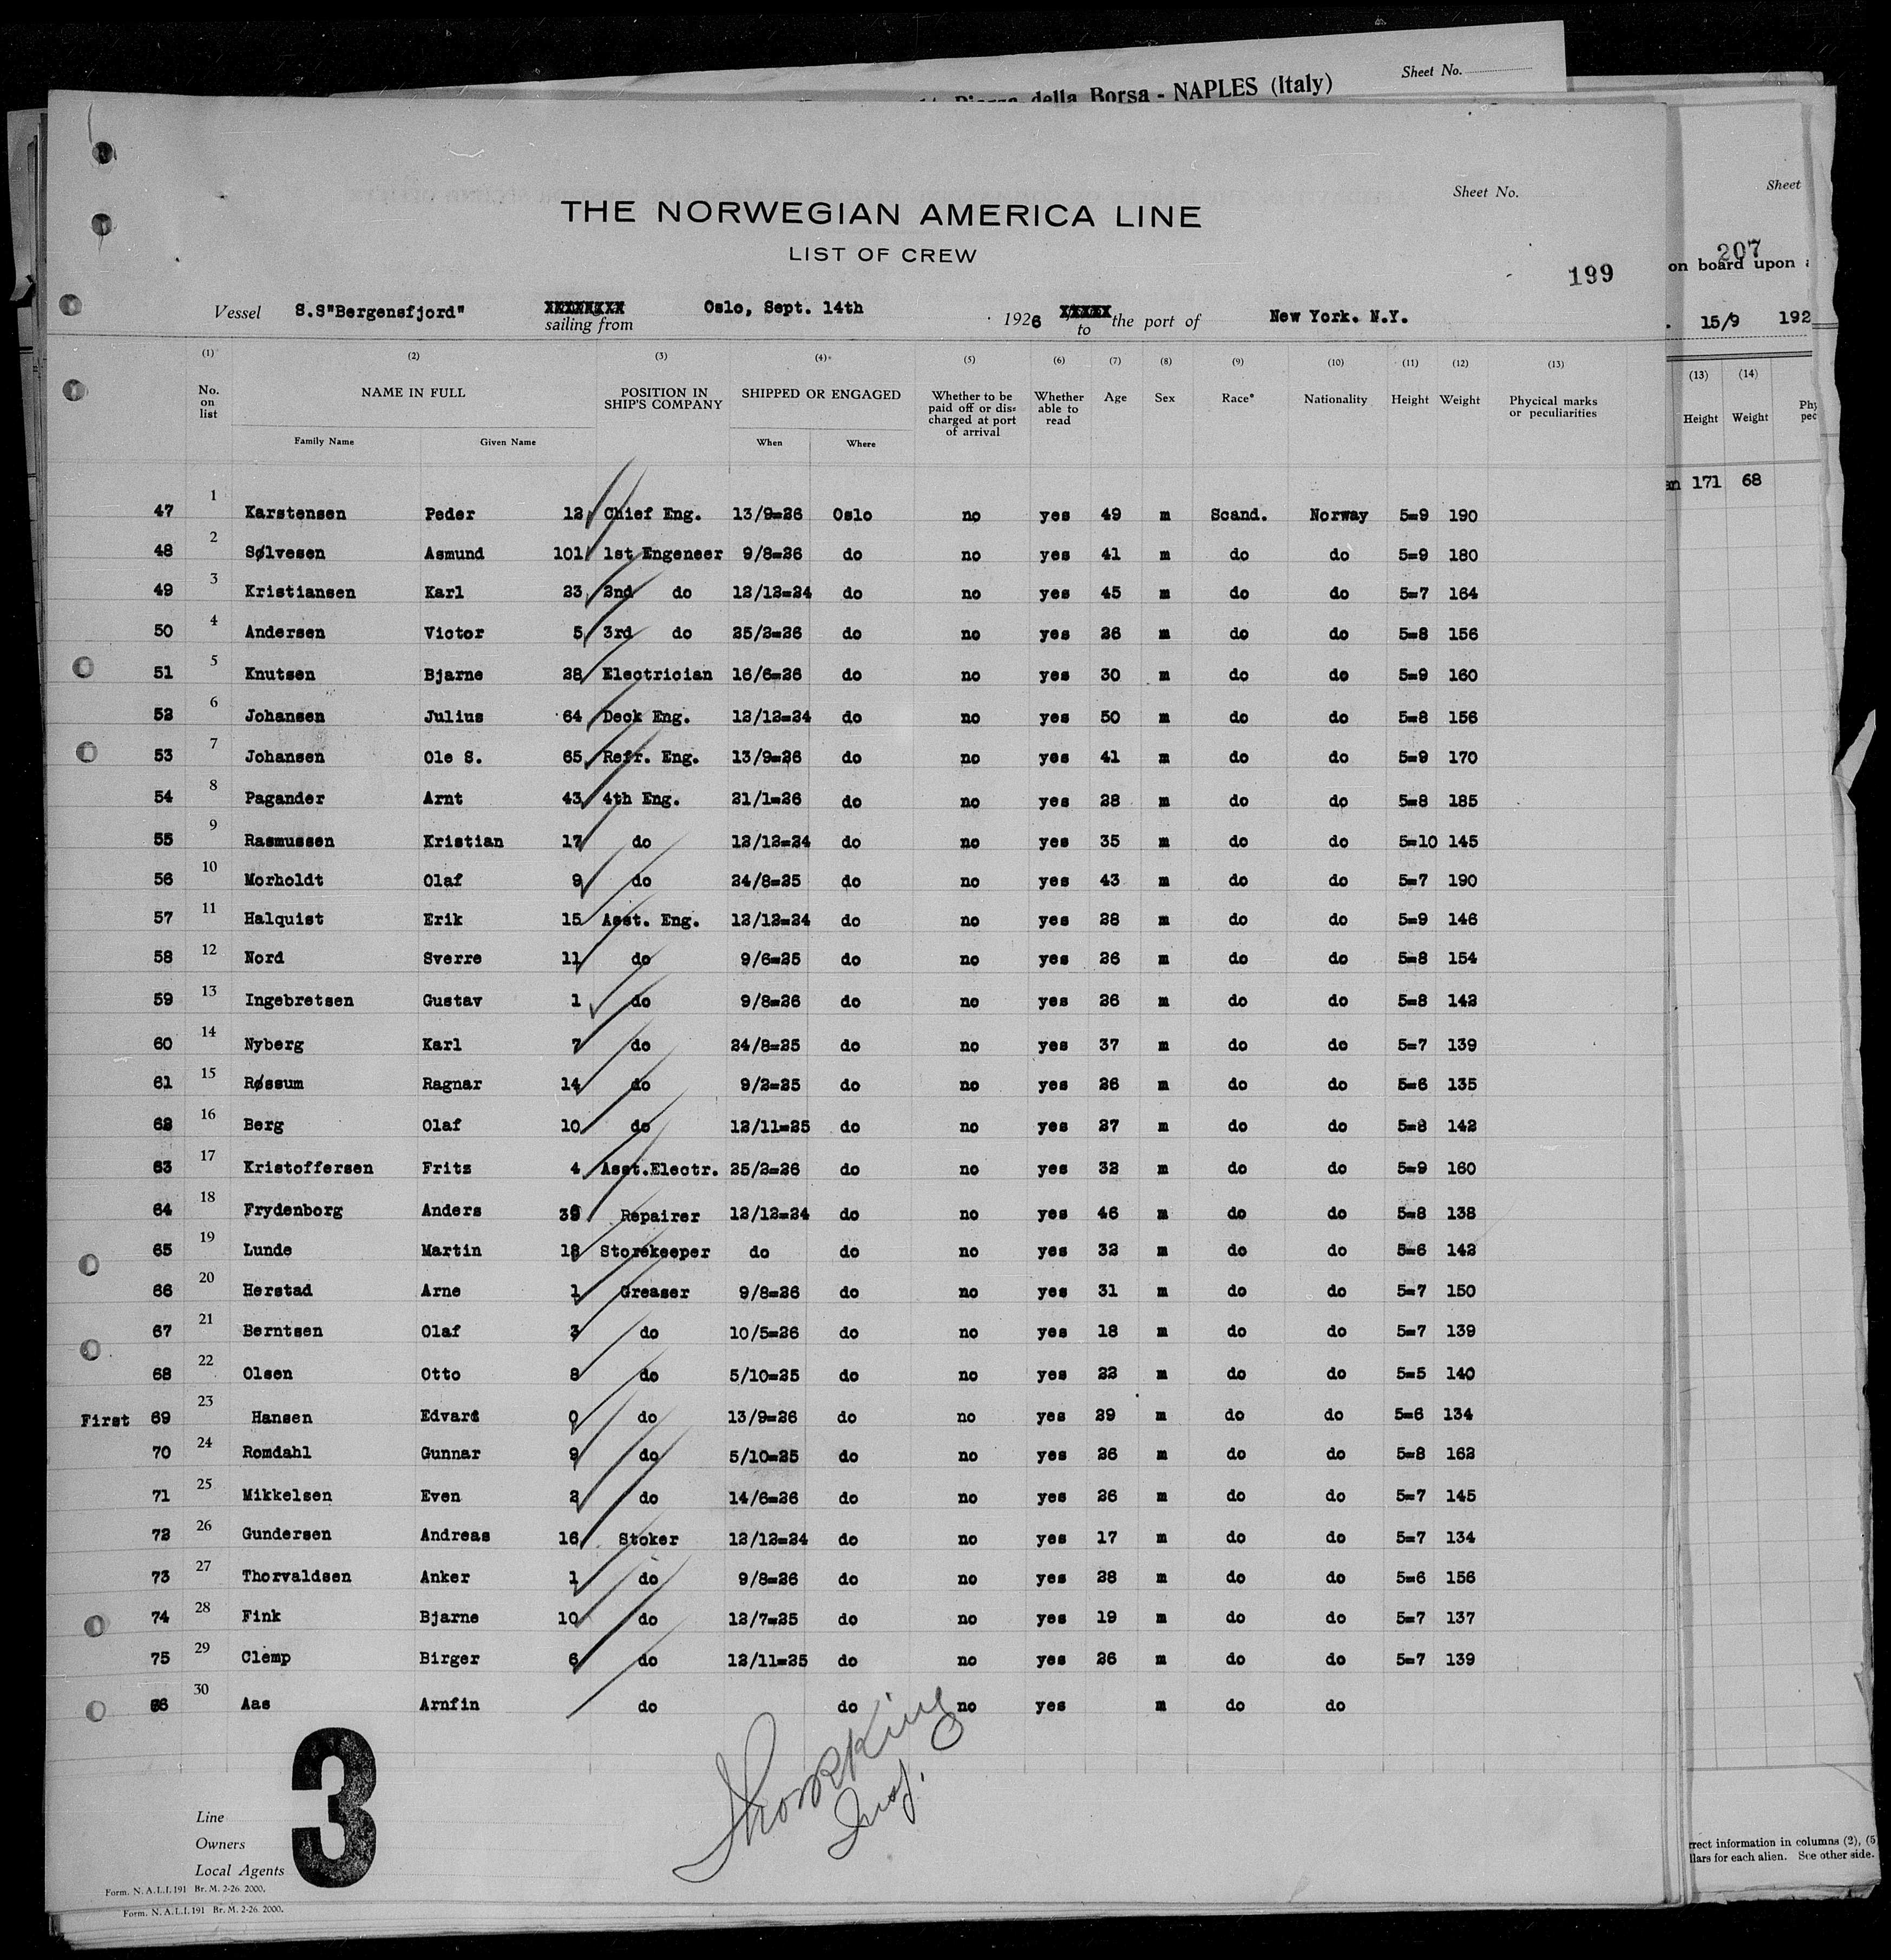 Sheet No.
della Borsa - NAPLES (Italy)
Sheet
207
on board upon
15/9 192
(13) (14)
Height Weight
171 68
Sheet No.
THE NORWEGIAN AMERICA LINE
LIST OF CREW
199
Vessel S.S"Bergensfjord" XXXXXXXX sailing from Oslo, Sept. 14th 1926 XXXXX to the port of New York. N.Y.
(1) (2) (3) (4) (5) (6) (7) (8) (9) (10) (11) (12) (13)
No. on list NAME IN FULL POSITION IN SHIP'S COMPANY SHIPPED OR ENGAGED Whether to be paid off or dis= charged at port of arrival Whether able to read Age Sex Race* Nationality Height Weight Phycical marks or peculiarities
Family Name Given Name When Where
47 1 Karstensen Peder 12 Chief Eng. 13/9=26 Oslo no yes 49 m Scand. Norway 5=9 190
48 2 Sølvesen Asmund 101 1st Engeneer 9/8=26 do no yes 41 m do do 5=9 180
49 3 Kristiansen Karl 23 2nd do 12/12=24 do no yes 45 m do do 5=7 164
50 4 Andersen Victor 5 3rd do 25/2=26 do no yes 26 m do do 5=8 156
51 5 Knutsen Bjarne 28 Electrician 16/6=26 do no yes 30 m do do 5=9 160
52 6 Johansen Julius 64 Deck Eng. 12/12=24 do no yes 50 m do do 5=8 156
53 7 Johansen Ole S. 65 Refr. Eng. 13/9=26 do no yes 41 m do do 5=9 170
54 8 Pagander Arnt 43 4th Eng. 21/1=26 do no yes 28 m do do 5=8 185
55 9 Rasmussen Kristian 17 do 12/12=24 do no yes 35 m do do 5=10 145
56 10 Morholdt Olaf 9 do 24/8=25 do no yes 43 m do do 5=7 190
57 11 Halquist Erik 15 Asst. Eng. 12/12=24 do no yes 28 m do do 5=9 146
58 12 Nord Sverre 11 do 9/6=25 do no yes 26 m do do 5=8 154
59 13 Ingebretsen Gustav 1 do 9/8=26 do no yes 26 m do do 5=8 142
60 14 Nyberg Karl 7 do 24/8=25 do no yes 37 m do do 5=7 139
61 15 Røssum Ragnar 14 do 9/2=25 do no yes 26 m do do 5=6 135
62 16 Berg Olaf 10 do 12/11=25 do no yes 27 m do do 5=8 142
63 17 Kristoffersen Frits 4 Asst.Electr. 25/2=26 do no yes 32 m do do 5=9 160
64 18 Frydenborg Anders Repairer 12/12=24 do no yes 46 m do do 5=8 138
65 19 Lunde Martin Storekeeper do do no yes 32 m do do 5=6 142
66 20 Herstad Arne 1 Greaser 9/8=26 do no yes 31 m do do 5=7 150
67 21 Berntsen Olaf 3 do 10/5=26 do no yes 18 m do do 5=7 139
68 22 Olsen Otto 8 do 5/10=25 do no yes 22 m do do 5=5 140
First 69 23 Hansen Edvard 0 do 13/9=26 do no yes 29 m do do 5=6 134
70 24 Romdahl Gunnar 9 do 5/10=25 do no yes 26 m do do 5=8 162
71 25 Mikkelsen Even 2 do 14/6=26 do no yes 26 m do do 5=7 145
72 26 Gundersen Andreas 16 Stoker 12/12=24 do no yes 17 m do do 5=7 134
73 27 Thorvaldsen Anker 1 do 9/8=26 do no yes 28 m do do 5=6 156
74 28 Fink Bjarne 10 do 12/7=25 do no yes 19 m do do 5=7 137
75 29 Clemp Birger 6 do 12/11=25 do no yes 26 m do do 5=7 139
30 Aas Arnfin do do no yes m do do
3
Line
Owners
Local Agents
Form. N. A.L.I. 191 Br. M. 2-26. 2000.
Form. N. A.L.I. 191 Br. M. 2-26. 2000.
rrect information in columns (2), (5
llars for each alien. See other side.